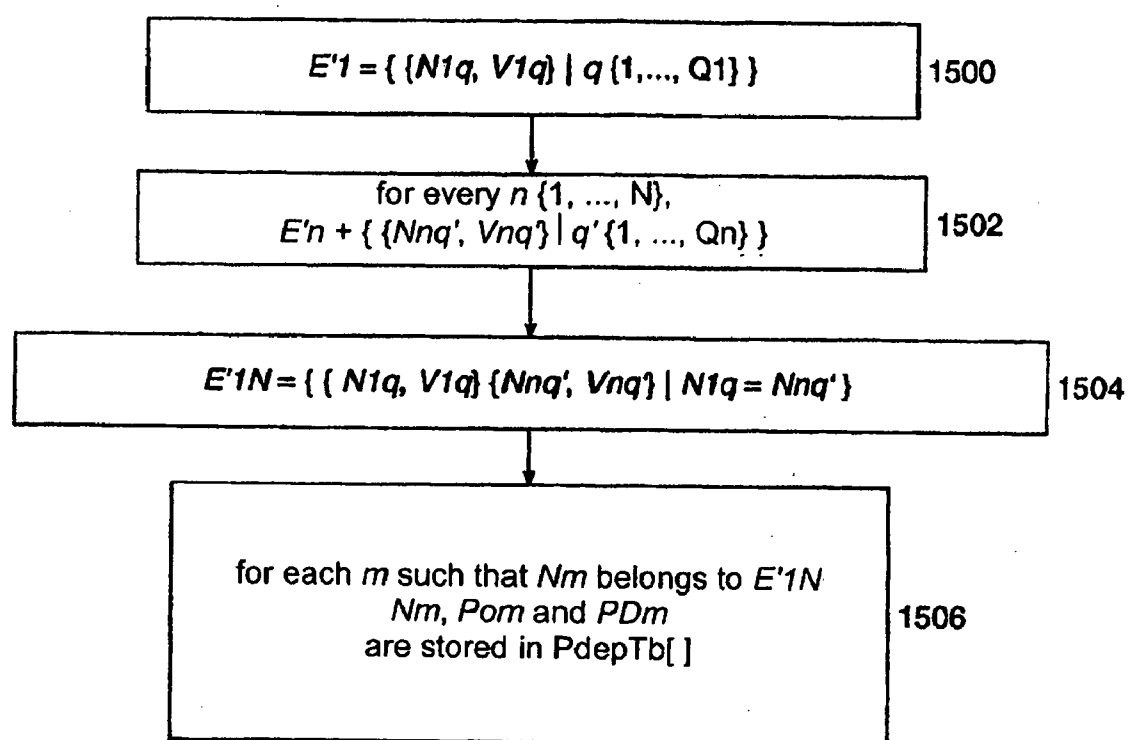 E'1 = { {N1q, V1q} | q {1,..., Q1} }
1500
for every n {1, ..., N},
E'n + { {Nnq', Vnq'} | q' {1, ..., Qn} }
1502
E'1N = { { N1q, V1q} {Nnq', Vnq'} | N1q = Nnq' }
1504
for each m such that Nm belongs to E'1N
Nm, Pom and PDm
are stored in PdepTb[ ]
1506